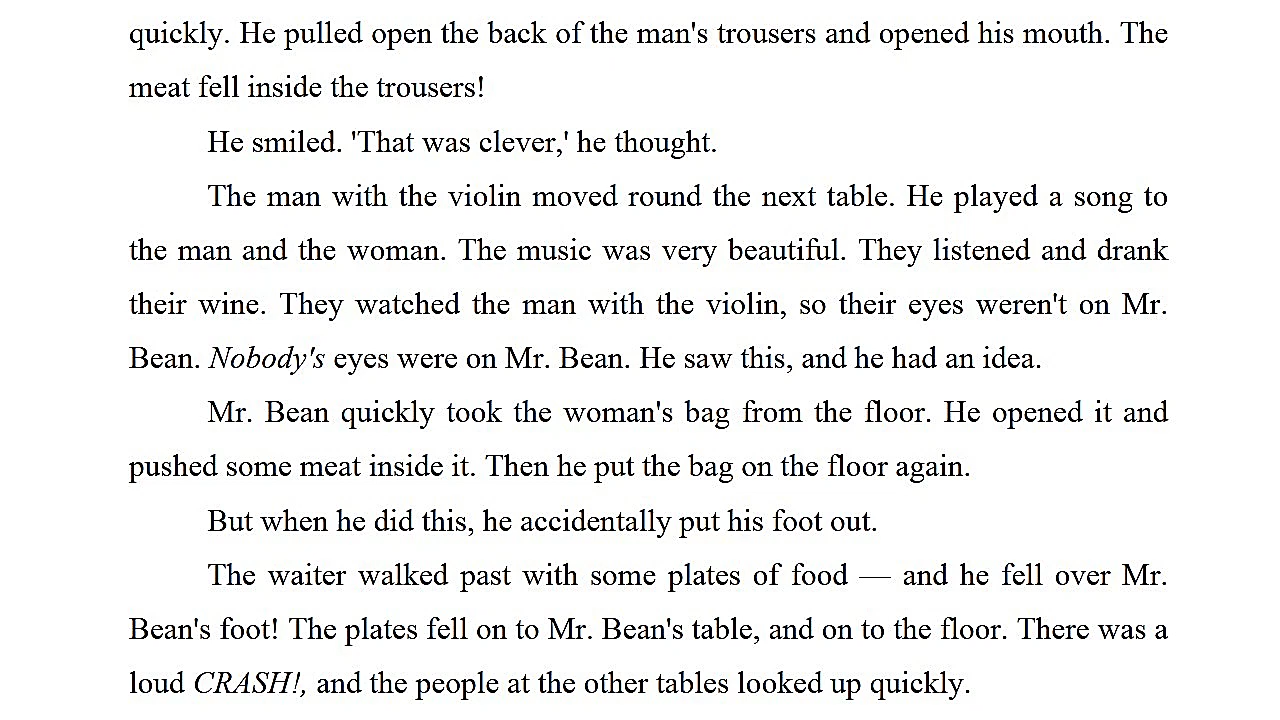 quickly. He pulled open the back of the man's trousers and opened his mouth. The
meat fell inside the trousers!
He smiled. 'That was clever,' he thought.
The man with the violin moved round the next table. He played a song to
the man and the woman. The music was very beautiful. They listened and drank
their wine. They watched the man with the violin, so their eyes weren't on Mr.
Bean. Nobody's eyes were on Mr. Bean. He saw this, and he had an idea.
Mr. Bean quickly took the woman's bag from the floor. He opened it and
pushed some meat inside it. Then he put the bag on the floor again.
But when he did this, he accidentally put his foot out.
The waiter walked past with some plates of food — and he fell over Mr.
Bean's foot! The plates fell on to Mr. Bean's table, and on to the floor. There was a
loud CRASH!, and the people at the other tables looked up quickly.